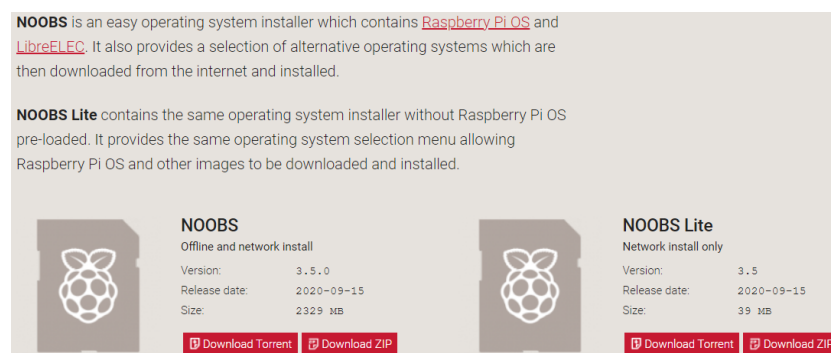 NOOBS is an easy operating system installer which contains Raspberry Pi OS and
LibreELEC. It also provides a selection of alternative operating systems which are
then downloaded from the internet and installed.
NOOBS Lite contains the same operating system installer without Raspberry Pi OS
pre-loaded. It provides the same operating system selection menu allowing
Raspberry Pi OS and other images to be downloaded and installed.
NOOBS
Offline and network install
Version: 3.5.0
Release date: 2020-09-15
Size: 2329 MB
Download Torrent Download ZIP
NOOBS Lite
Network install only
Version: 3.5
Release date: 2020-09-15
Size: 39 MB
Download Torrent Download ZIP